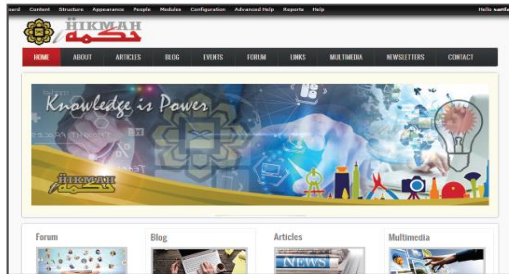 Content Structure Appearance People Modules Configuration Advanced Help Reports Help
Hello
HIKMAH
حكمة
HOME ABOUT ARTICLES BLOG EVENTS FORUM LINKS MULTIMEDIA NEWSLETTERS CONTACT
Knowledge is Power
HIKMAH
حكمة
Forum Blog Articles Multimedia
NEWS